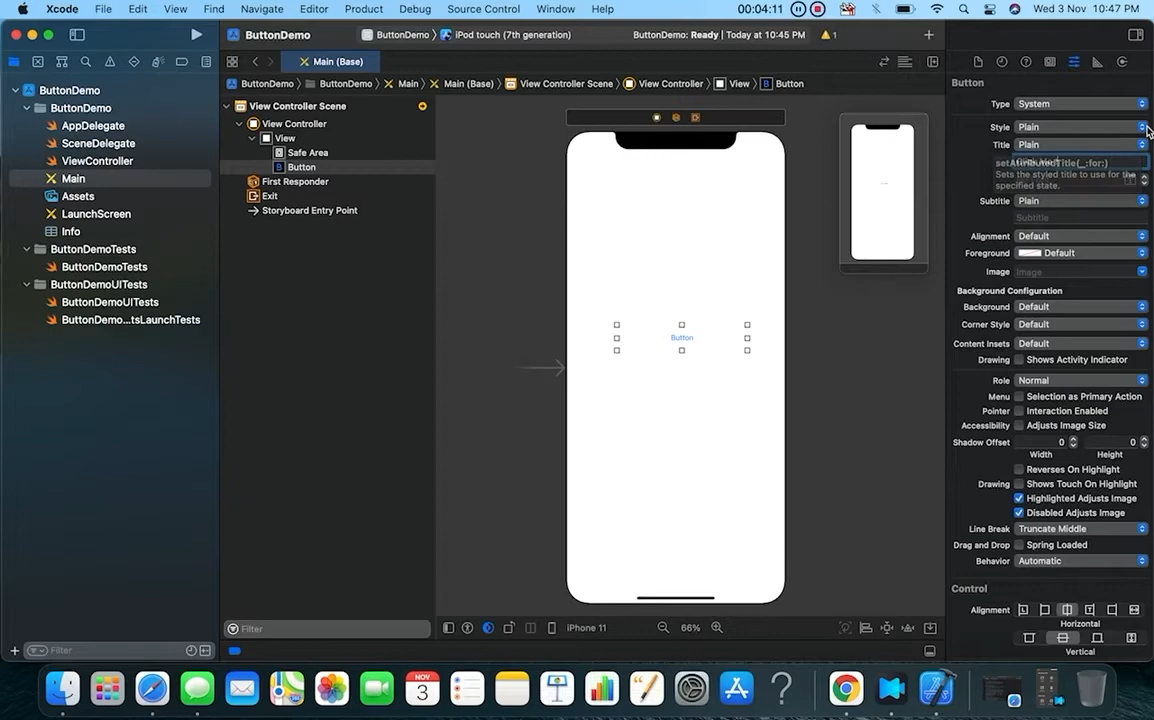 Xcode File Edit View Find Navigate Editor Product Debug Source Control Window Help 00:04:11 Wed 3 Nov 10:47 PM
ButtonDemo ButtonDemo iPod touch (7th generation) ButtonDemo: Ready | Today at 10:45 PM 1
Main (Base)
ButtonDemo ButtonDemo Main Main (Base) View Controller Scene View Controller View Button
ButtonDemo
ButtonDemo
AppDelegate
SceneDelegate
ViewController
Main
Assets
LaunchScreen
Info
ButtonDemoTests
ButtonDemoTests
ButtonDemoUITests
ButtonDemoUITests
ButtonDemo...tsLaunchTests
Filter
View Controller Scene
View Controller
View
Safe Area
Button
First Responder
Exit
Storyboard Entry Point
Filter
Button
iPhone 11
66%
Button
Type System
Style Plain
Title Plain
setAttributedTitle(_:for:)
Sets the styled title to use for the
specified state.
Subtitle Plain
Subtitle
Alignment Default
Foreground Default
Image Image
Background Configuration
Background Default
Corner Style Default
Content Insets Default
Drawing Shows Activity Indicator
Role Normal
Menu Selection as Primary Action
Pointer Interaction Enabled
Accessibility Adjusts Image Size
Shadow Offset 0 0
Width Height
Reverses On Highlight
Drawing Shows Touch On Highlight
Highlighted Adjusts Image
Disabled Adjusts Image
Line Break Truncate Middle
Drag and Drop Spring Loaded
Behavior Automatic
Control
Alignment
Horizontal
Vertical
NOV
3